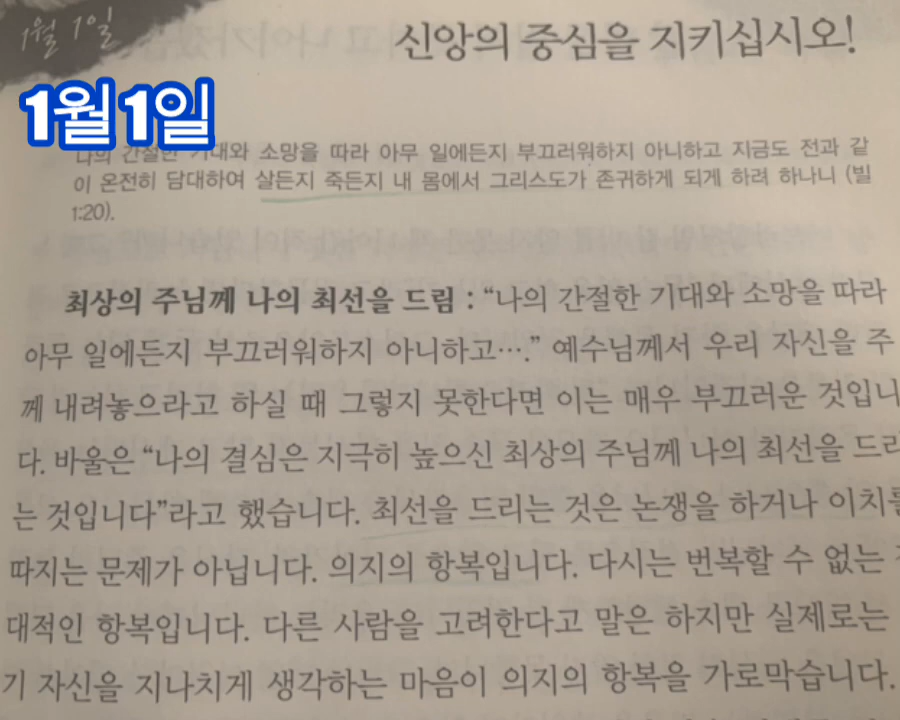 1월 1일
신앙의 중심을 지키십시오!
1월 1일
나의 간절한 기대와 소망을 따라 아무 일에든지 부끄러워하지 아니하고 지금도 전과 같
이 온전히 담대하여 살든지 죽든지 내 몸에서 그리스도가 존귀하게 되게 하려 하나니 (빌
1:20).
최상의 주님께 나의 최선을 드림 : “나의 간절한 기대와 소망을 따라
아무 일에든지 부끄러워하지 아니하고….” 예수님께서 우리 자신을 주
께 내려놓으라고 하실 때 그렇지 못한다면 이는 매우 부끄러운 것입니
다. 바울은 “나의 결심은 지극히 높으신 최상의 주님께 나의 최선을 드리
는 것입니다”라고 했습니다. 최선을 드리는 것은 논쟁을 하거나 이치를
따지는 문제가 아닙니다. 의지의 항복입니다. 다시는 번복할 수 없는
대적인 항복입니다. 다른 사람을 고려한다고 말은 하지만 실제로는
기 자신을 지나치게 생각하는 마음이 의지의 항복을 가로막습니다.